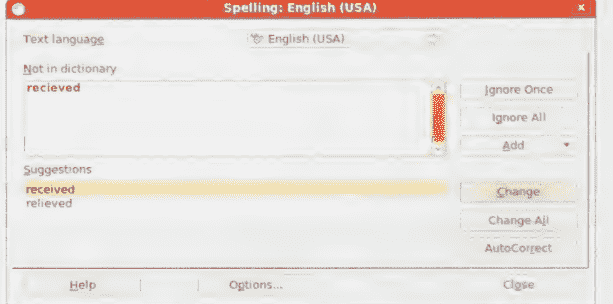 Spelling: English (USA)
Text language
English (USA)
Not in dictionary
recieved
Ignore Once
Ignore All
Add
Suggestions
received
relieved
Change
Change All
AutoCorrect
Help
Options...
Close